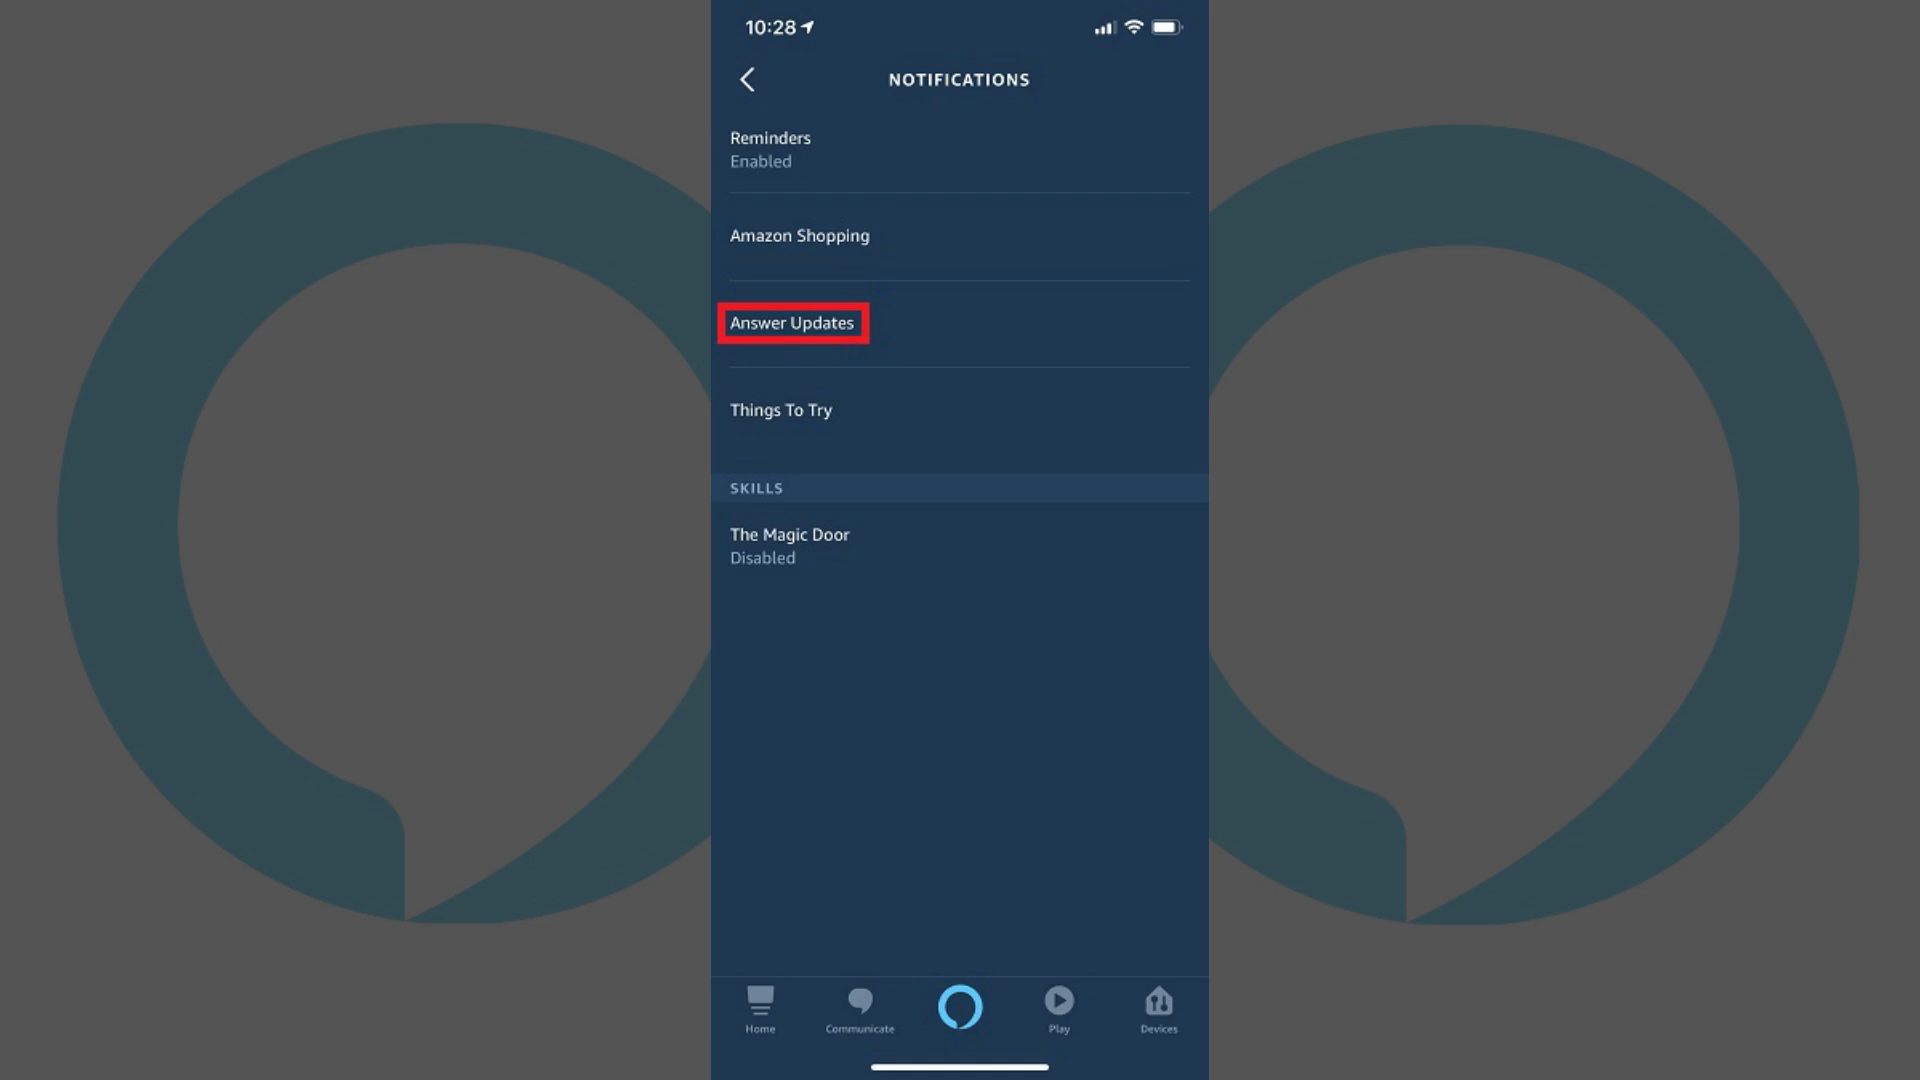 10:28
NOTIFICATIONS
Reminders
Enabled
Amazon Shopping
Answer Updates
Things To Try
SKILLS
The Magic Door
Disabled
Home
Communicate
Play
Devices